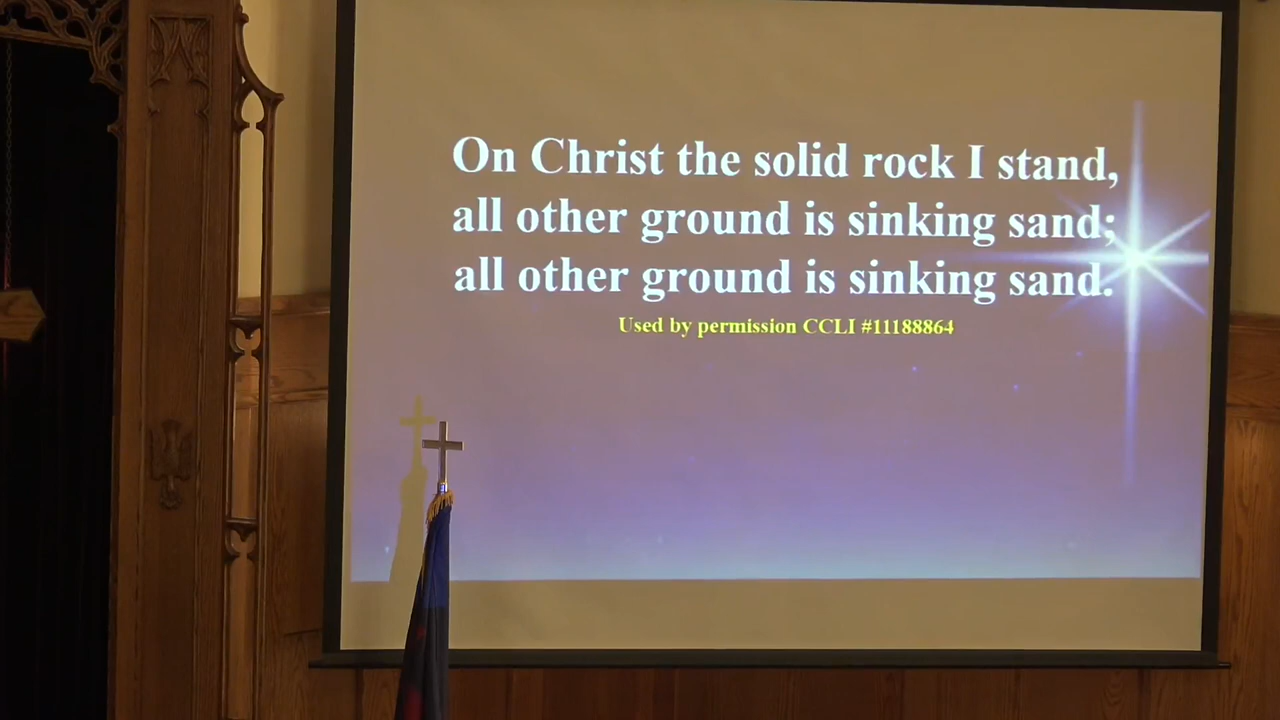 On Christ the solid rock I stand,
all other ground is sinking sand;
all other ground is sinking sand.
Used by permission CCLI #11188864